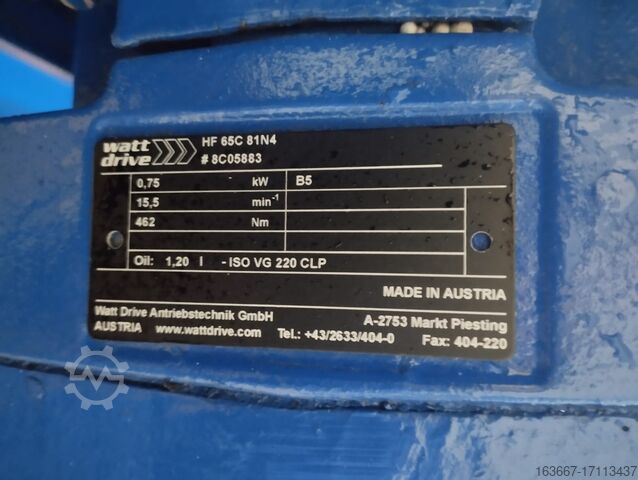 watt drive HF 65C 81N4
# 8C05883
0,75 kW B5
15,5 min⁻¹
462 Nm
Oil: 1,20 l - ISO VG 220 CLP
MADE IN AUSTRIA
Watt Drive Antriebstechnik GmbH A-2753 Markt Piesting
AUSTRIA www.wattdrive.com Tel.: +43/2633/404-0 Fax: 404-220
163667-17113437